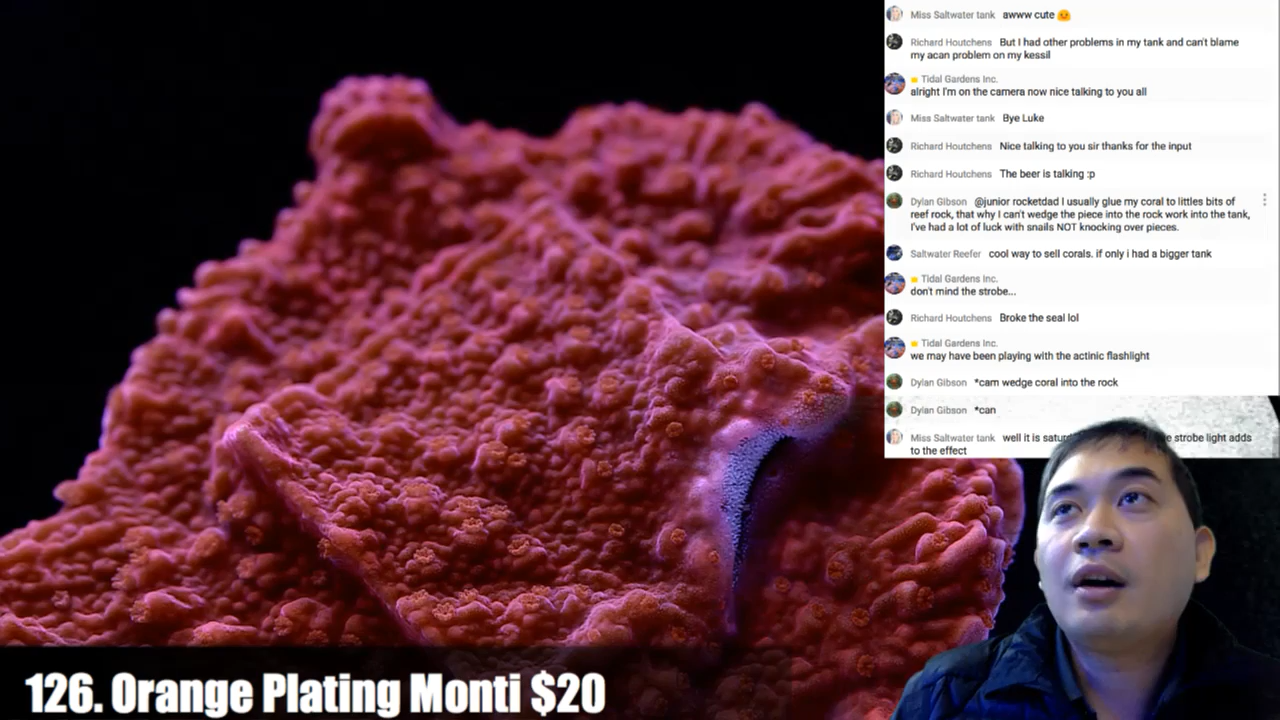 Miss Saltwater tank awww cute
Richard Houtchens But I had other problems in my tank and can't blame
my acan problem on my kessil
Tidal Gardens Inc.
alright I'm on the camera now nice talking to you all
Miss Saltwater tank Bye Luke
Richard Houtchens Nice talking to you sir thanks for the input
Richard Houtchens The beer is talking :p
Dylan Gibson @junior rocketdad I usually glue my coral to littles bits of
reef rock, that why I can't wedge the piece into the rock work into the tank,
I've had a lot of luck with snails NOT knocking over pieces.
Saltwater Reefer cool way to sell corals. if only i had a bigger tank
Tidal Gardens Inc.
don't mind the strobe...
Richard Houtchens Broke the seal lol
Tidal Gardens Inc.
we may have been playing with the actinic flashlight
Dylan Gibson *cam wedge coral into the rock
Dylan Gibson *can
Miss Saltwater tank well it is strobe light adds
to the effect
126. Orange Plating Monti $20